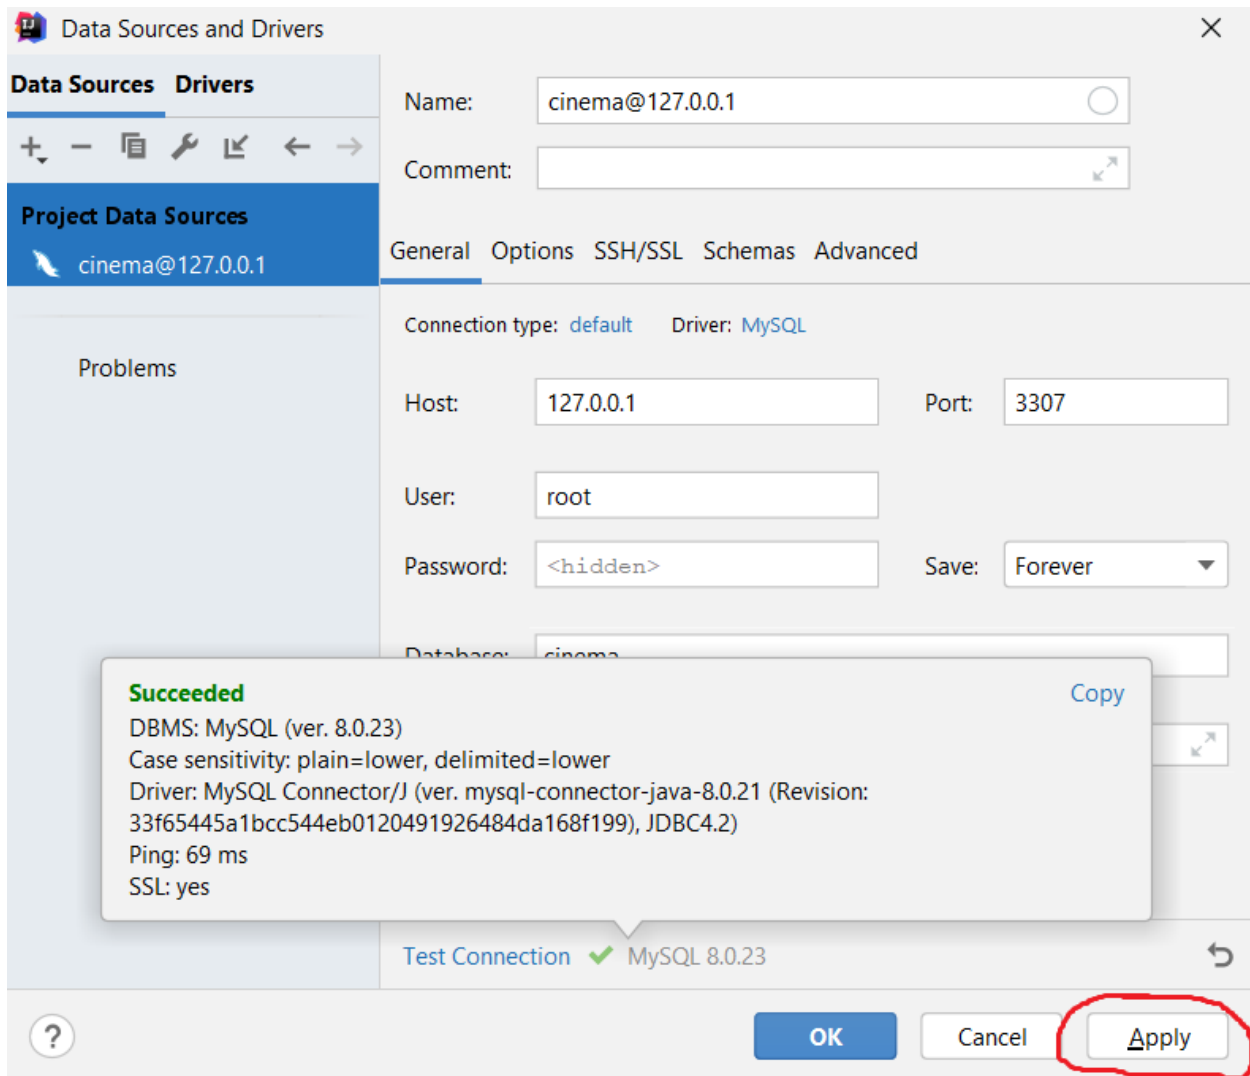 Data Sources and Drivers
Data Sources Drivers
Project Data Sources
cinema@127.0.0.1
Problems
Name: cinema@127.0.0.1
Comment:
General Options SSH/SSL Schemas Advanced
Connection type: default Driver: MySQL
Host: 127.0.0.1 Port: 3307
User: root
Password: <hidden> Save: Forever
Database: cinema
Succeeded Copy
DBMS: MySQL (ver. 8.0.23)
Case sensitivity: plain=lower, delimited=lower
Driver: MySQL Connector/J (ver. mysql-connector-java-8.0.21 (Revision:
33f65445a1bcc544eb0120491926484da168f199), JDBC4.2)
Ping: 69 ms
SSL: yes
Test Connection MySQL 8.0.23
? OK Cancel Apply